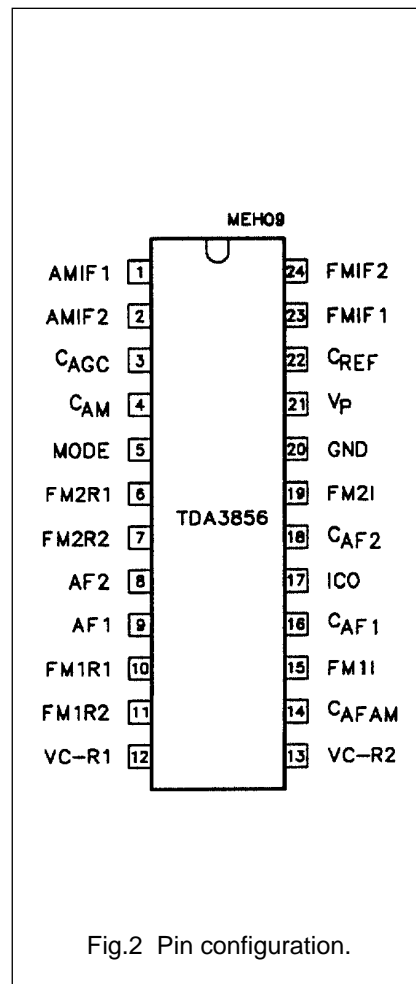 MEH09
AMIF1 1 24 FMIF2
AMIF2 2 23 FMIF1
CAGC 3 22 CREF
CAM 4 21 VP
MODE 5 20 GND
FM2R1 6 19 FM2I
TDA3856
FM2R2 7 18 CAF2
AF2 8 17 ICO
AF1 9 16 CAF1
FM1R1 10 15 FM1I
FM1R2 11 14 CAFAM
VC-R1 12 13 VC-R2
Fig.2 Pin configuration.